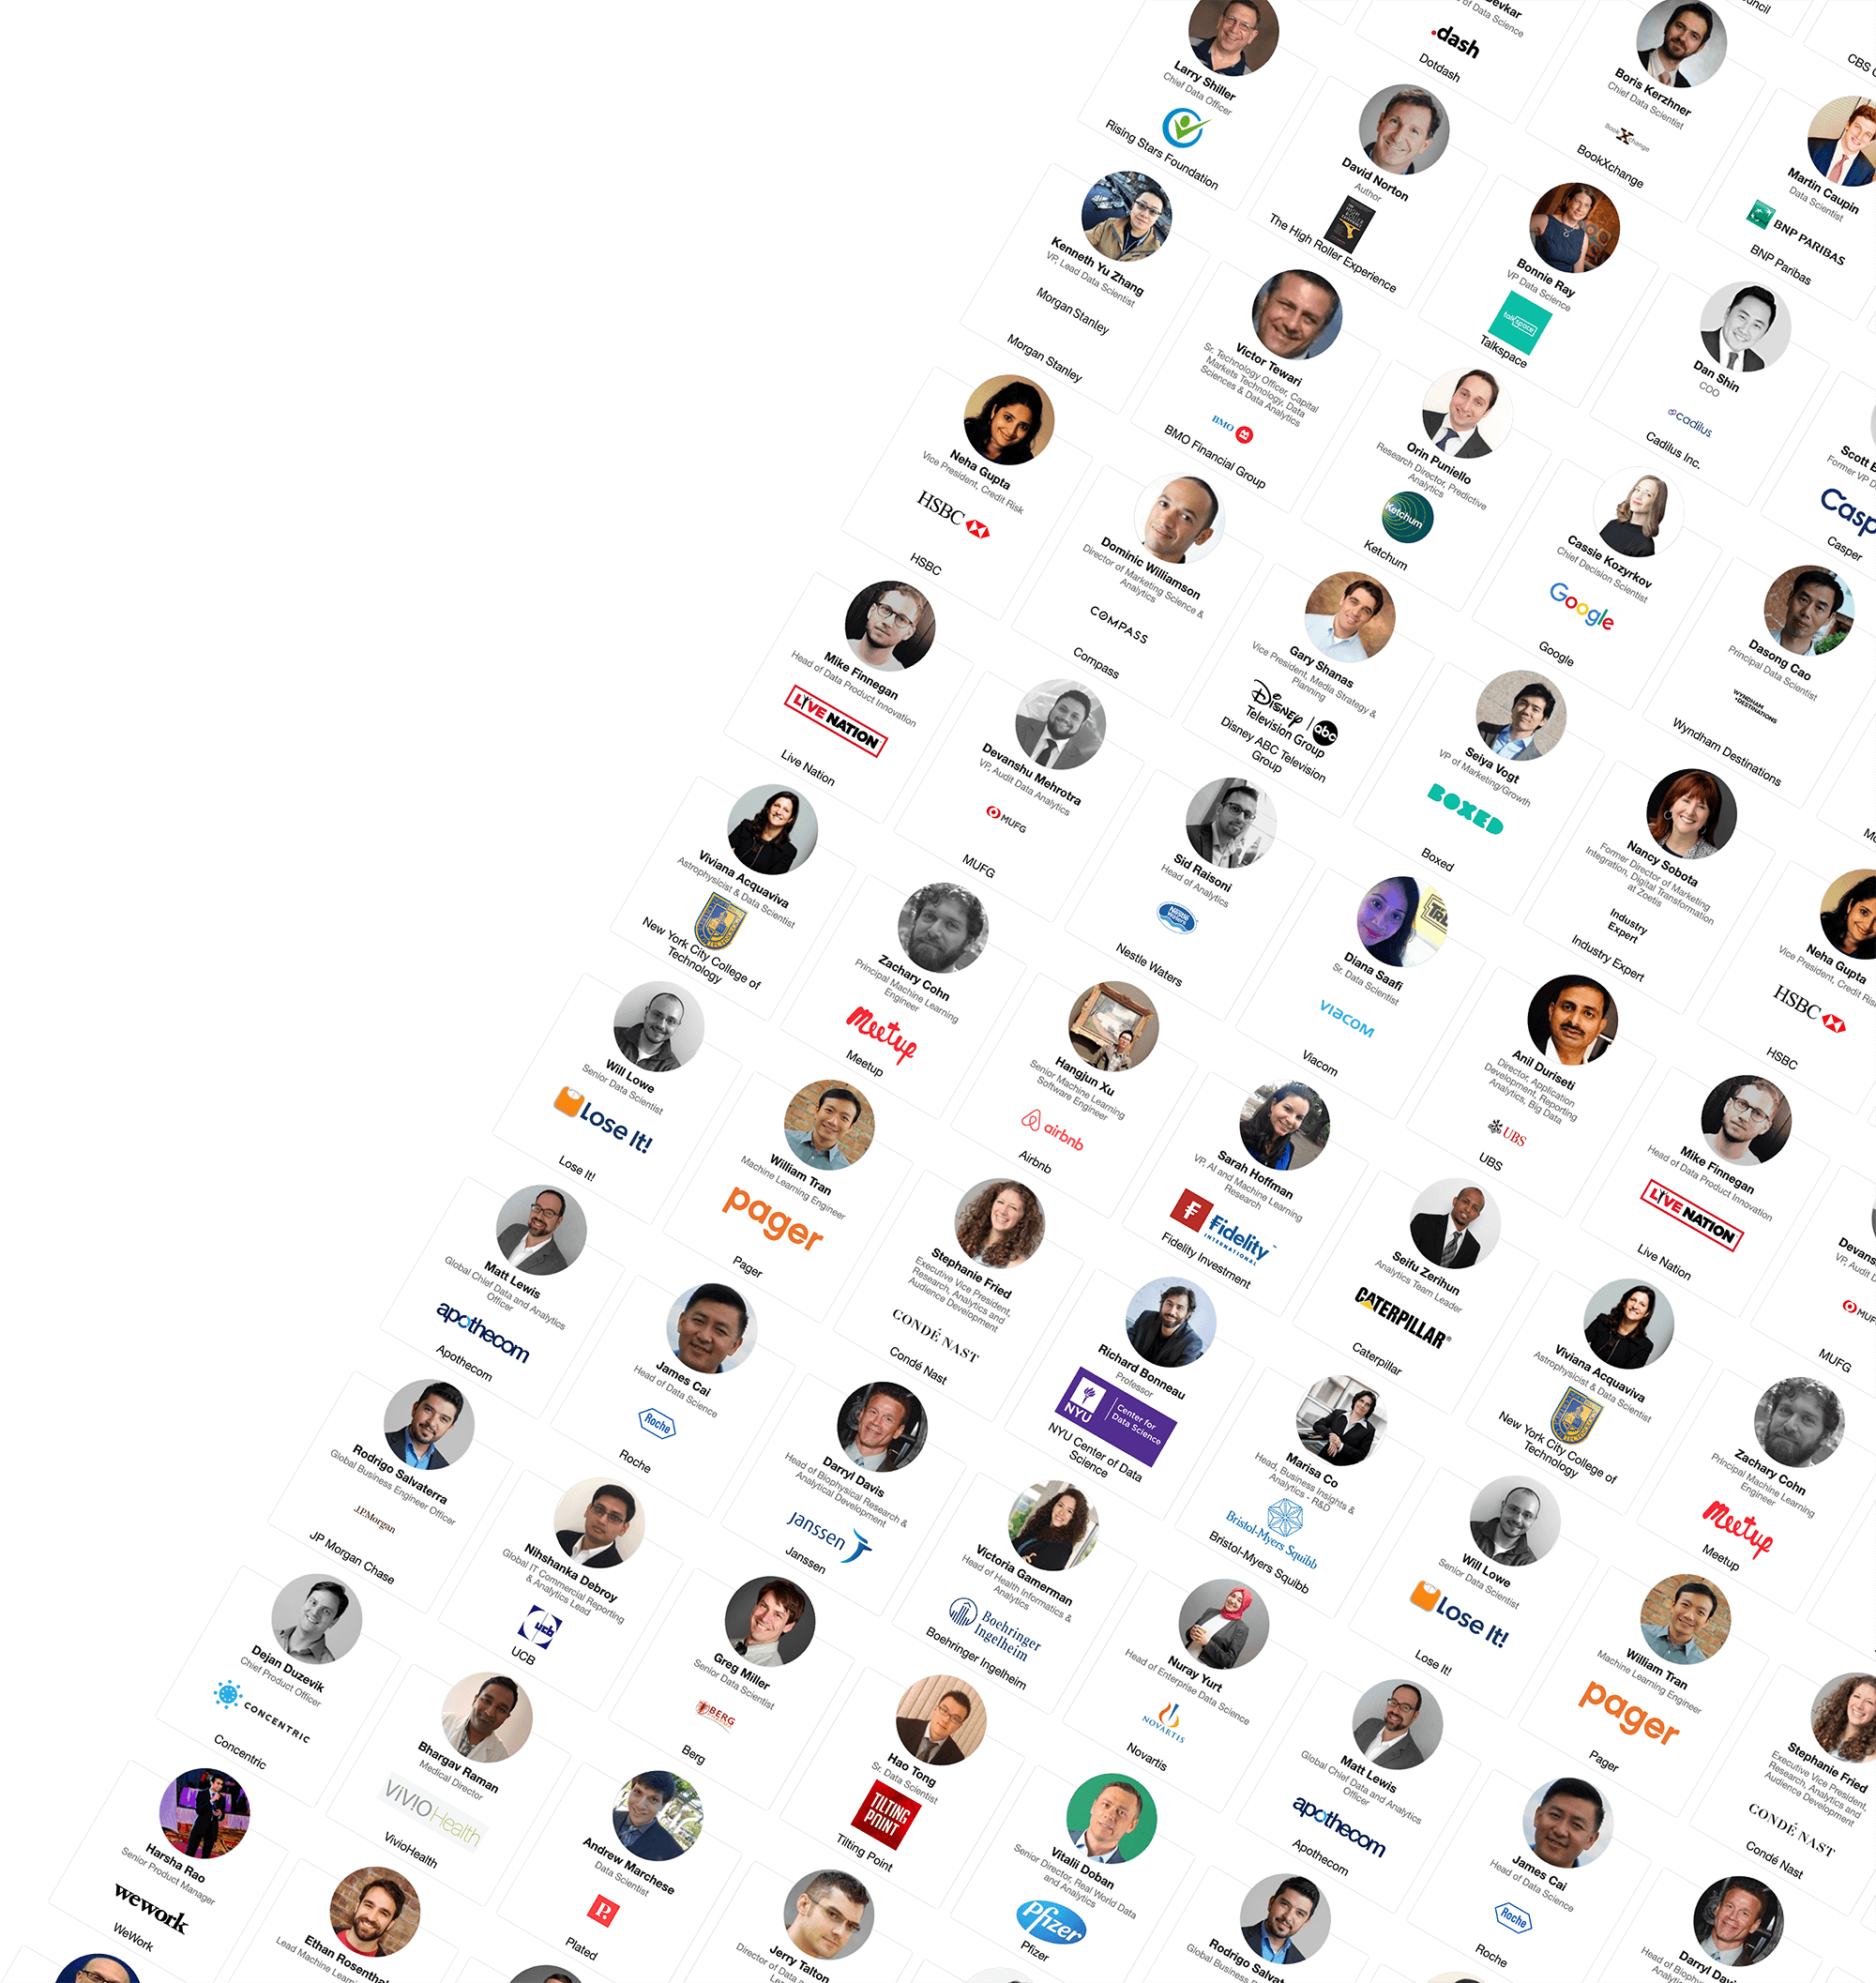 Larry Shiller
Chief Data Officer
Rising Stars Foundation
of Data Science
.dash
Dotdash
Boris Kerzhner
Chief Data Scientist
BookXchange
BookXchange
CBS
David Norton
Author
The High Roller Experience
Martin Caupin
Data Scientist
BNP PARIBAS
BNP Paribas
Kenneth Yu Zhang
VP, Lead Data Scientist
Morgan Stanley
Morgan Stanley
Bonnie Ray
VP Data Science
talkspace
Talkspace
Victor Tewari
Sr. Technology Officer, Capital
Markets Technology, Data
Sciences & Data Analytics
BMO
BMO Financial Group
Dan Shin
COO
cadilus
Cadilus Inc.
Neha Gupta
Vice President, Credit Risk
HSBC
HSBC
Orin Puniello
Research Director, Predictive
Analytics
Ketchum
Ketchum
Scott
Former VP
Casp
Casper
Dominic Williamson
Director of Marketing Science &
Analytics
COMPASS
Compass
Cassie Kozyrkov
Chief Decision Scientist
Google
Google
Mike Finnegan
Head of Data Product Innovation
LIVE NATION
Live Nation
Gary Shanas
Vice President, Media Strategy &
Planning
Disney abc
Television Group
Disney ABC Television
Group
Dasong Cao
Principal Data Scientist
WYNDHAM
DESTINATIONS
Wyndham Destinations
Devanshu Mehrotra
VP, Audit Data Analytics
MUFG
MUFG
Seiya Vogt
VP of Marketing/Growth
BOXED
Boxed
Viviana Acquaviva
Astrophysicist & Data Scientist
New York City College of
Technology
Sid Raisoni
Head of Analytics
Nestlé Waters
Nestle Waters
Nancy Sobota
Former Director of Marketing
Integration, Digital Transformation
at Zoetis
Industry
Expert
Industry Expert
Zachary Cohn
Principal Machine Learning
Engineer
Meetup
Meetup
Diana Saafi
Sr. Data Scientist
VIACOM
Viacom
Neha Gupta
Vice President, Credit Ris
HSBC
HSBC
Will Lowe
Senior Data Scientist
Lose It!
Lose It!
Hangjun Xu
Senior Machine Learning
Software Engineer
airbnb
Airbnb
Anil Duriseti
Director, Application
Development, Reporting
Analytics, Big Data
UBS
UBS
William Tran
Machine Learning Engineer
pager
Pager
Sarah Hoffman
VP, AI and Machine Learning
Research
Fidelity
INTERNATIONAL
Fidelity Investment
Mike Finnegan
Head of Data Product Innovation
LIVE NATION
Live Nation
Matt Lewis
Global Chief Data and Analytics
Officer
apothecom
Apothecom
Stephanie Fried
Executive Vice President,
Research, Analytics and
Audience Development
CONDÉ NAST
Condé Nast
Seifu Zerihun
Analytics Team Leader
CATERPILLAR
Caterpillar
Devans
VP, Audit
MUFG
MUFG
James Cai
Head of Data Science
Roche
Roche
Richard Bonneau
Professor
NYU Center for
Data Science
NYU Center of Data
Science
Viviana Acquaviva
Astrophysicist & Data Scientist
New York City College of
Technology
Rodrigo Salvaterra
Global Business Engineer Officer
J.P.Morgan
JP Morgan Chase
Darryl Davis
Head of Biophysical Research &
Analytical Development
janssen
Janssen
Marisa Co
Head, Business Insights &
Analytics - R&D
Bristol-Myers Squibb
Bristol-Myers Squibb
Zachary Cohn
Principal Machine Learning
Engineer
Meetup
Meetup
Nihshanka Debroy
Global IT Commercial Reporting
& Analytics Lead
ucb
UCB
Victoria Gamerman
Head of Health Informatics &
Analytics
Boehringer
Ingelheim
Boehringer Ingelheim
Will Lowe
Senior Data Scientist
Lose It!
Lose It!
Dejan Duzevik
Chief Product Officer
CONCENTRIC
Concentric
Greg Miller
Senior Data Scientist
BERG
Berg
Nuray Yurt
Head of Enterprise Data Science
NOVARTIS
Novartis
William Tran
Machine Learning Engineer
pager
Pager
Bhargav Raman
Medical Director
VIV!O Health
VivioHealth
Hao Tong
Sr. Data Scientist
TILTING
POINT
Tilting Point
Matt Lewis
Global Chief Data and Analytics
Officer
apothecom
Apothecom
Stephanie Fried
Executive Vice President,
Research, Analytics and
Audience Development
CONDÉ NAST
Condé Nast
Harsha Rao
Senior Product Manager
wework
WeWork
Andrew Marchese
Data Scientist
P.
Plated
Vitalii Doban
Senior Director, Real World Data
and Analytics
Pfizer
Pfizer
James Cai
Head of Data Science
Roche
Roche
Ethan Rosenthal
Lead Machine Learn
Jerry Talton
Director of Data
Rodrigo Salvat
Global Business
Darryl Dav
Head of Bioph